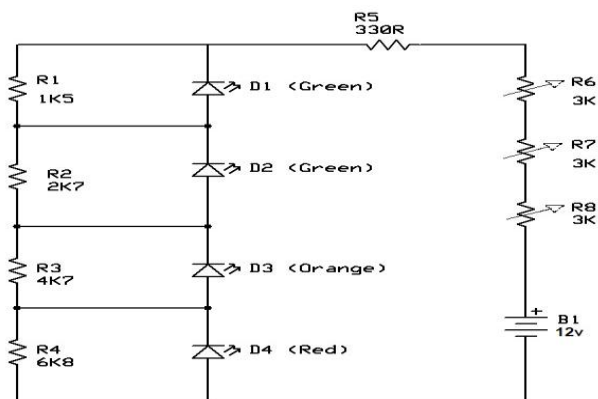 R5
330R
R1
1K5
D1 (Green)
R6
3K
R7
3K
R2
2K7
D2 (Green)
R8
3K
R3
4K7
D3 (Orange)
+
B1
12v
R4
6K8
D4 (Red)